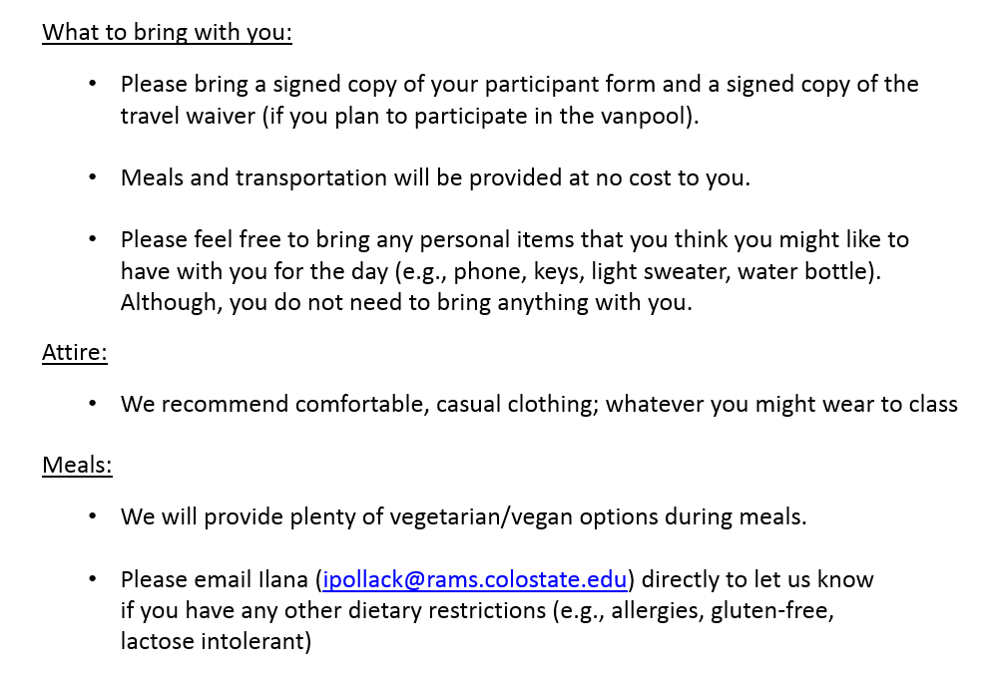 What to bring with you:
• Please bring a signed copy of your participant form and a signed copy of the
travel waiver (if you plan to participate in the vanpool).
• Meals and transportation will be provided at no cost to you.
• Please feel free to bring any personal items that you think you might like to
have with you for the day (e.g., phone, keys, light sweater, water bottle).
Although, you do not need to bring anything with you.
Attire:
• We recommend comfortable, casual clothing; whatever you might wear to class
Meals:
• We will provide plenty of vegetarian/vegan options during meals.
• Please email Ilana (ipollack@rams.colostate.edu) directly to let us know
if you have any other dietary restrictions (e.g., allergies, gluten-free,
lactose intolerant)